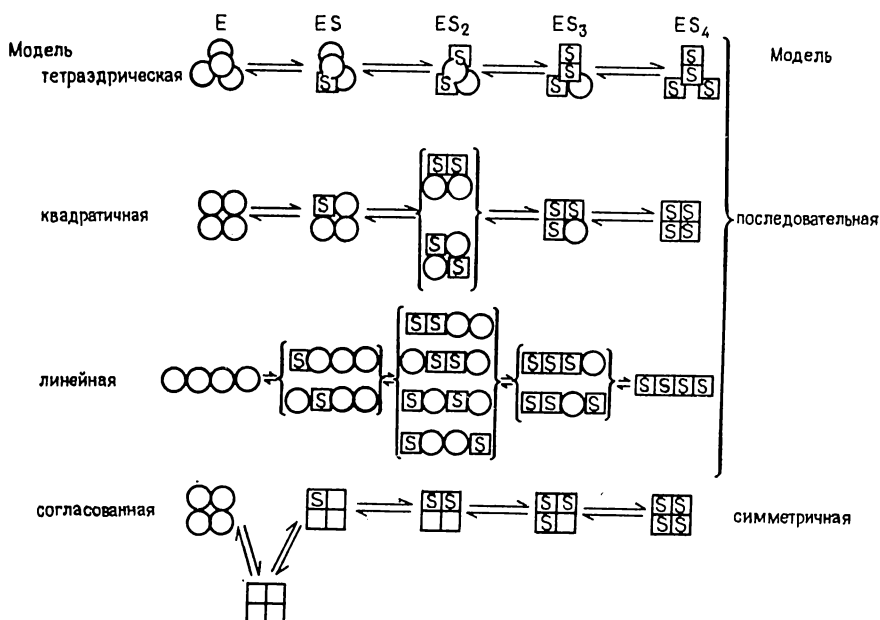 E ES ES₂ ES₃ ES₄
Модель Модель
S S S
тетраэдрическая S S
S S S S S
S S
квадратичная S S S S S последовательная
S S S
S S
S
S S
линейная S S S S S S S S S S
S S S S S S
S S
согласованная S S S S S S S симметричная
S S S